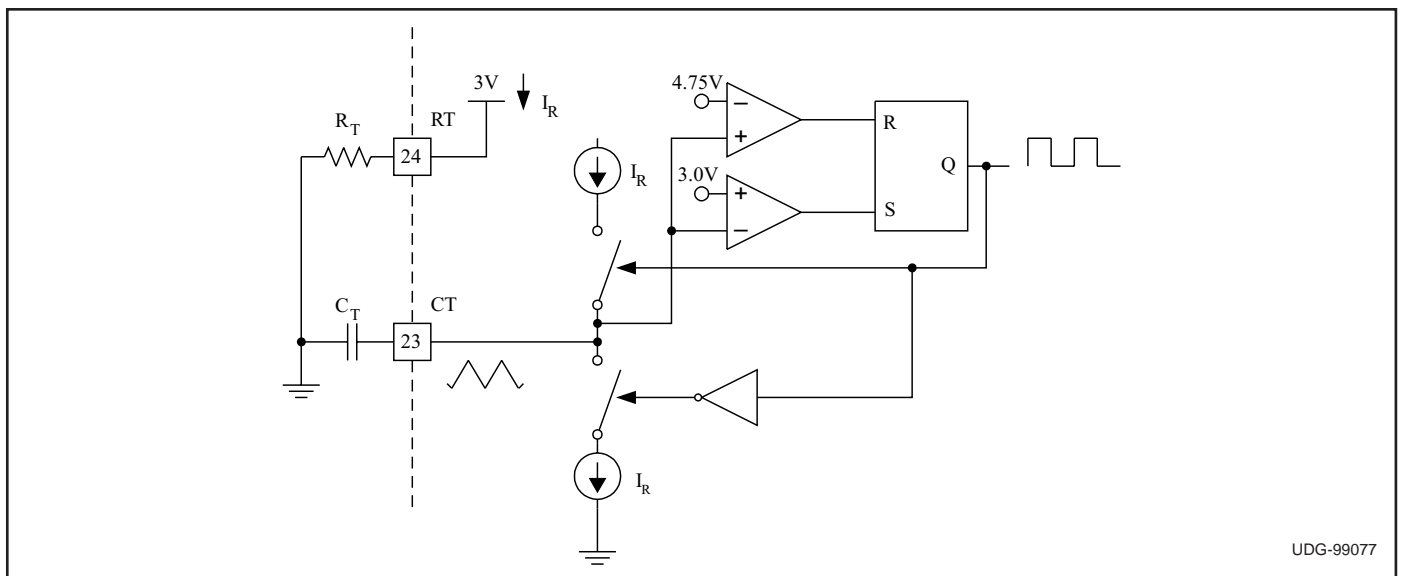 3V
I_R
R_T
24
RT
I_R
4.75V
−
+
3.0V
+
−
R
Q
S
C_T
23
CT
I_R
UDG-99077